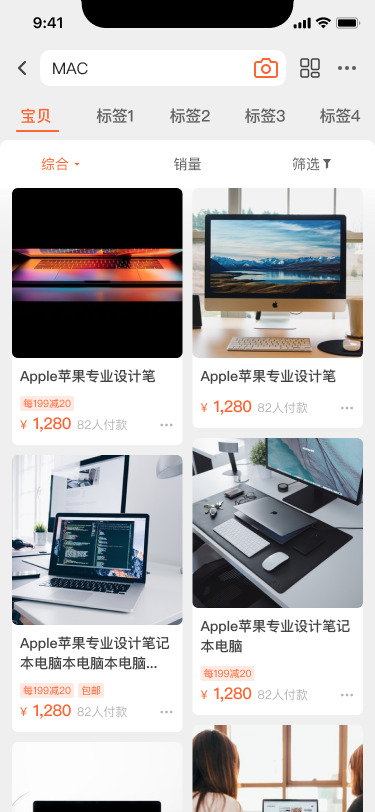 9:41
MAC
宝贝 标签1 标签2 标签3 标签4
综合 销量 筛选
Apple苹果专业设计笔
每199减20
¥ 1,280 82人付款
Apple苹果专业设计笔
¥ 1,280 82人付款
Apple苹果专业设计笔记
本电脑本电脑本电脑...
每199减20 包邮
¥ 1,280 82人付款
Apple苹果专业设计笔记
本电脑
每199减20
¥ 1,280 82人付款